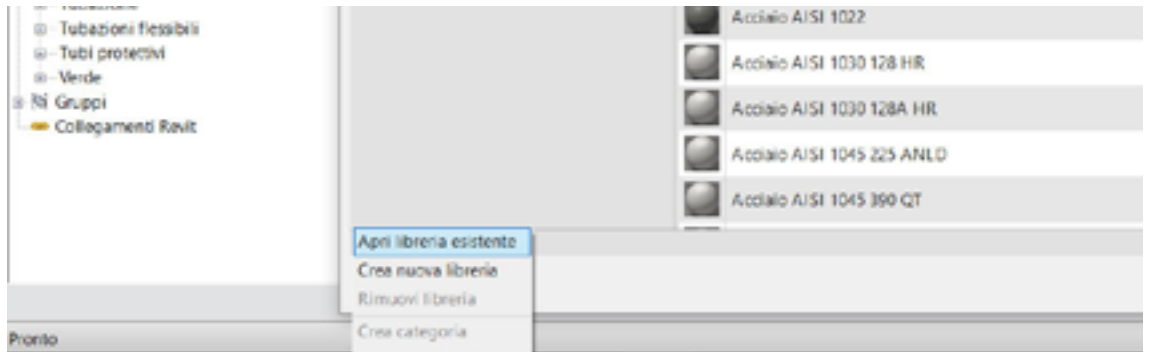 Tubazioni flessibili
Tubi protettivi
Verde
Gruppi
Collegamenti Revit
Pronto
Acciaio AISI 1022
Acciaio AISI 1030 128 HR
Acciaio AISI 1030 128A HR
Acciaio AISI 1045 225 ANLD
Acciaio AISI 1045 390 QT
Apri libreria esistente
Crea nuova libreria
Rimuovi libreria
Crea categoria